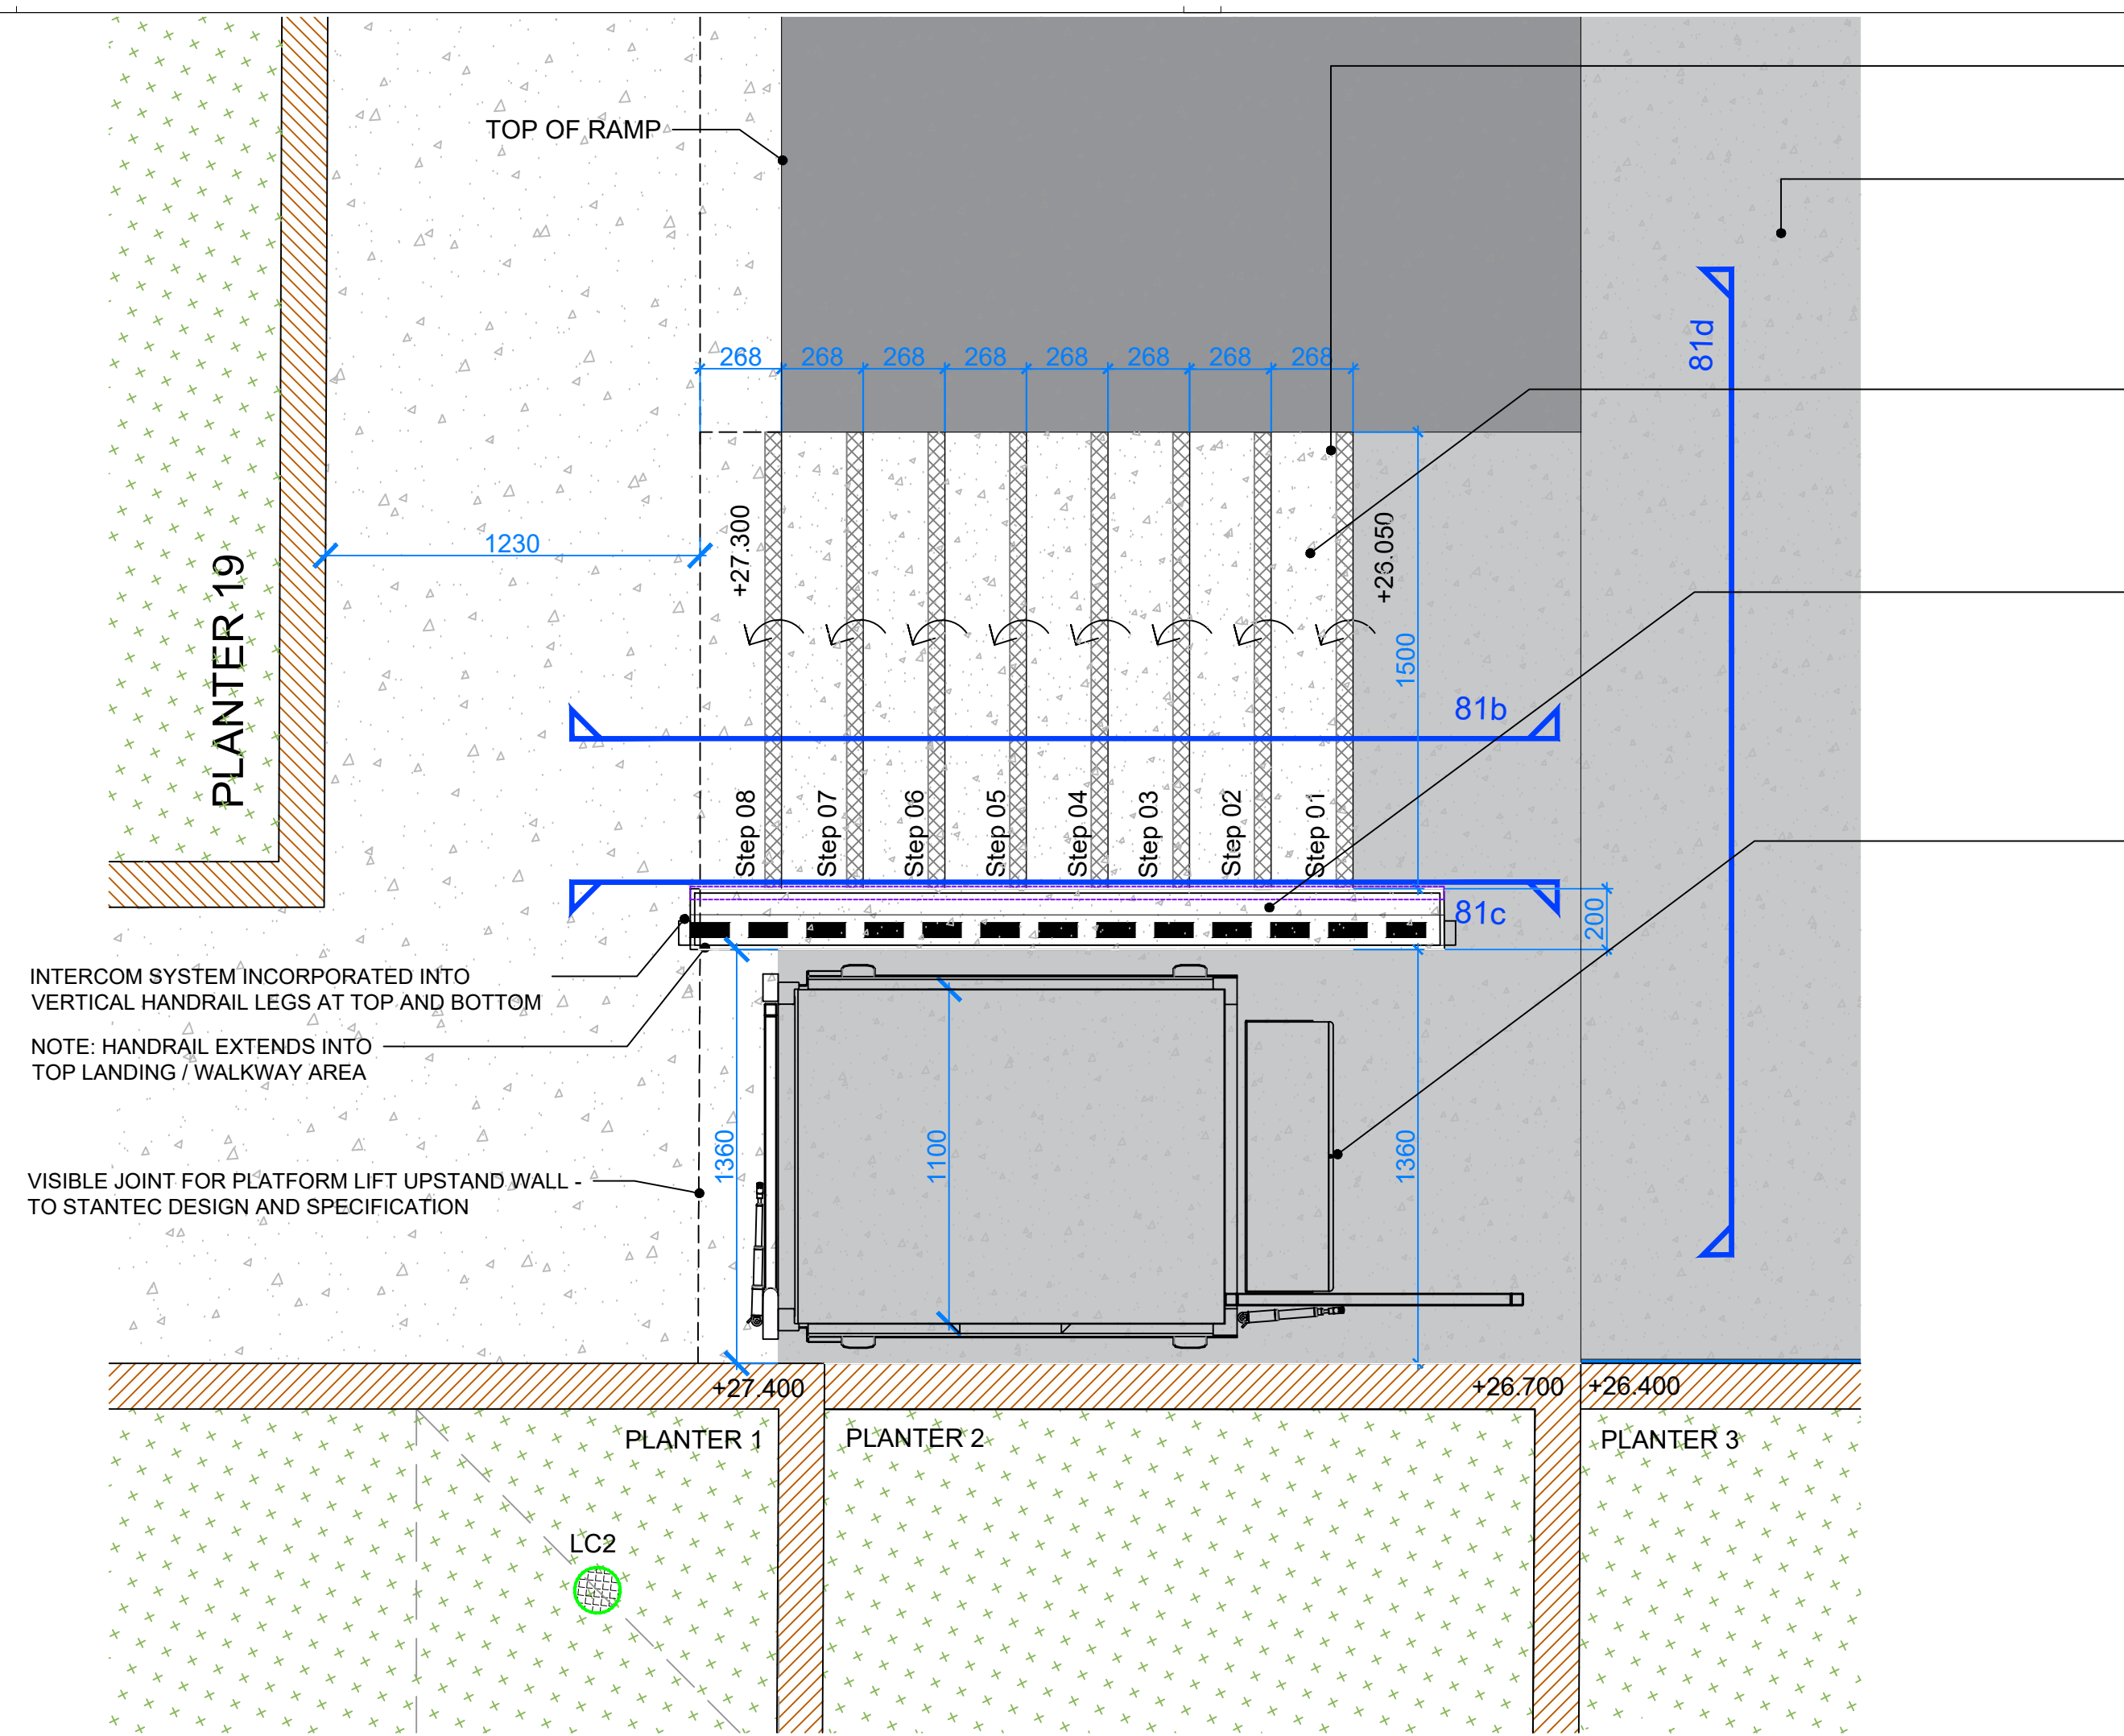 TOP OF RAMP
268 268 268 268 268 268 268 268
81d
1230
+27.300
+26.050
PLANTER 19
1500
81b
Step 08
Step 07
Step 06
Step 05
Step 04
Step 03
Step 02
Step 01
81c
200
INTERCOM SYSTEM INCORPORATED INTO
VERTICAL HANDRAIL LEGS AT TOP AND BOTTOM
NOTE: HANDRAIL EXTENDS INTO
TOP LANDING / WALKWAY AREA
1360
1100
1360
VISIBLE JOINT FOR PLATFORM LIFT UPSTAND WALL -
TO STANTEC DESIGN AND SPECIFICATION
+27.400
+26.700
+26.400
PLANTER 1
PLANTER 2
PLANTER 3
LC2